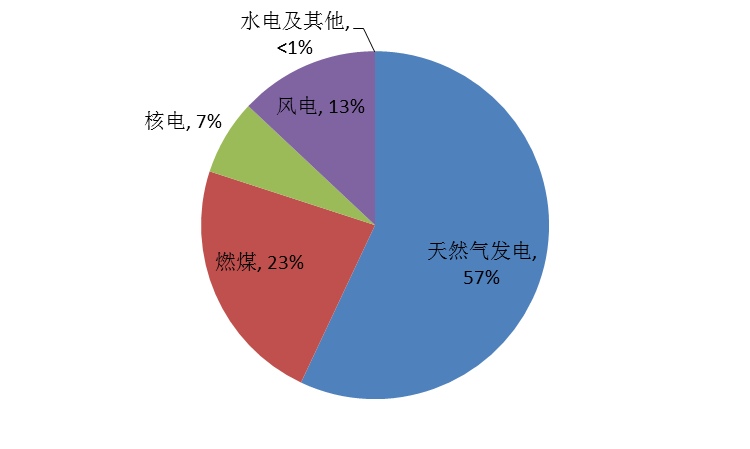 水电及其他,
<1%
风电, 13%
核电, 7%
天然气发电,
57%
燃煤, 23%